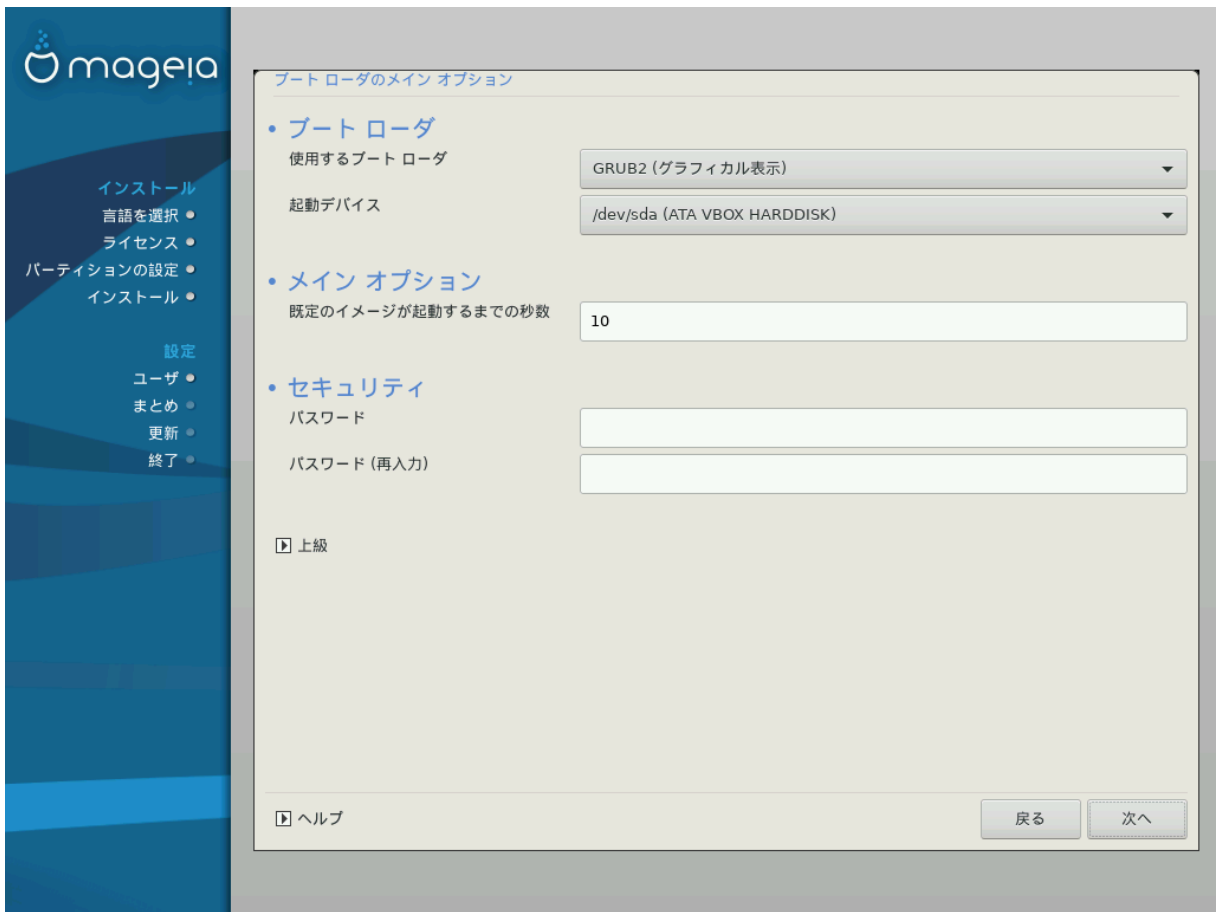 mageia
インストール
言語を選択
ライセンス
パーティションの設定
インストール
設定
ユーザ
まとめ
更新
終了
ブート ローダのメイン オプション
• ブート ローダ
使用するブート ローダ
GRUB2 (グラフィカル表示)
起動デバイス
/dev/sda (ATA VBOX HARDDISK)
• メイン オプション
既定のイメージが起動するまでの秒数
10
• セキュリティ
パスワード
パスワード (再入力)
上級
ヘルプ
戻る
次へ